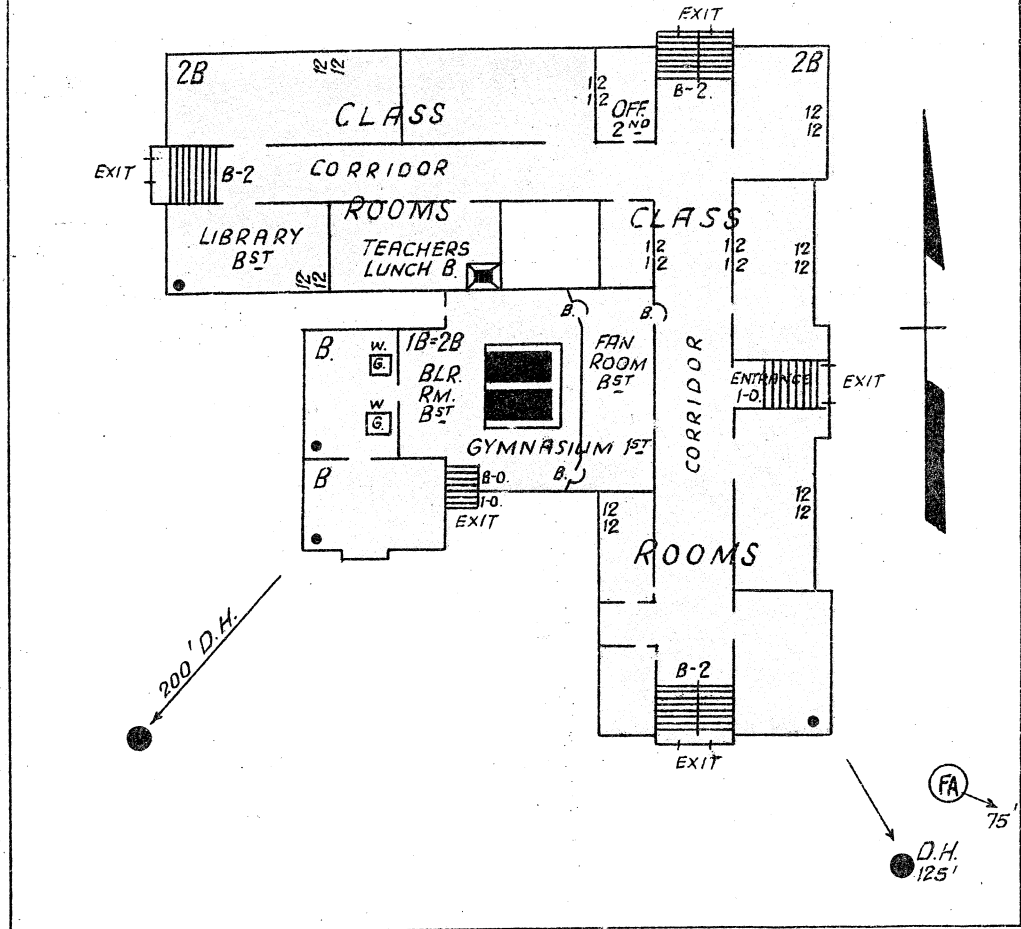 EXIT
2B
12
12
12
12
OFF.
2ND
B-2.
2B
12
12
CLASS
EXIT
B-2
CORRIDOR
ROOMS
CLASS
LIBRARY
BST
12
12
TEACHERS
LUNCH B.
12
12
12
12
12
12
B.
B.
B.
W.
G.
1B=2B
BLR.
RM.
BST
FAN
ROOM
BST
CORRIDOR
ENTRANCE
1-0.
EXIT
W
G.
GYMNASIUM 1ST
B
B-0.
1-0.
EXIT
B.
12
12
12
12
ROOMS
200' D.H.
B-2
EXIT
FA
75'
D.H.
125'